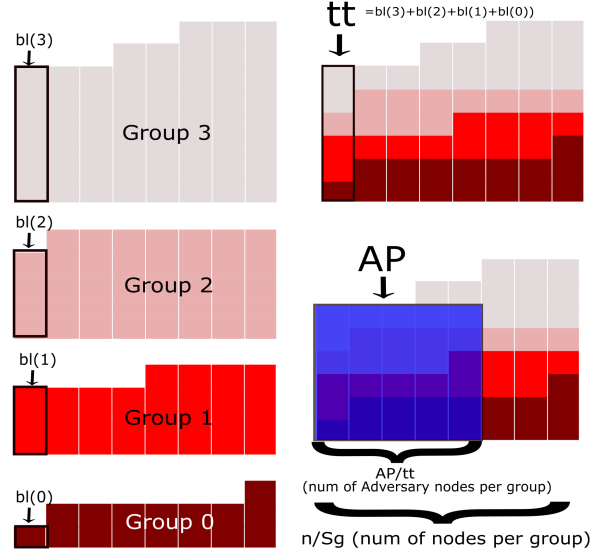 bl(3)
Group 3
tt =bl(3)+bl(2)+bl(1)+bl(0))
bl(2)
Group 2
AP
bl(1)
Group 1
AP/tt
(num of Adversary nodes per group)
bl(0)
Group 0
n/Sg (num of nodes per group)